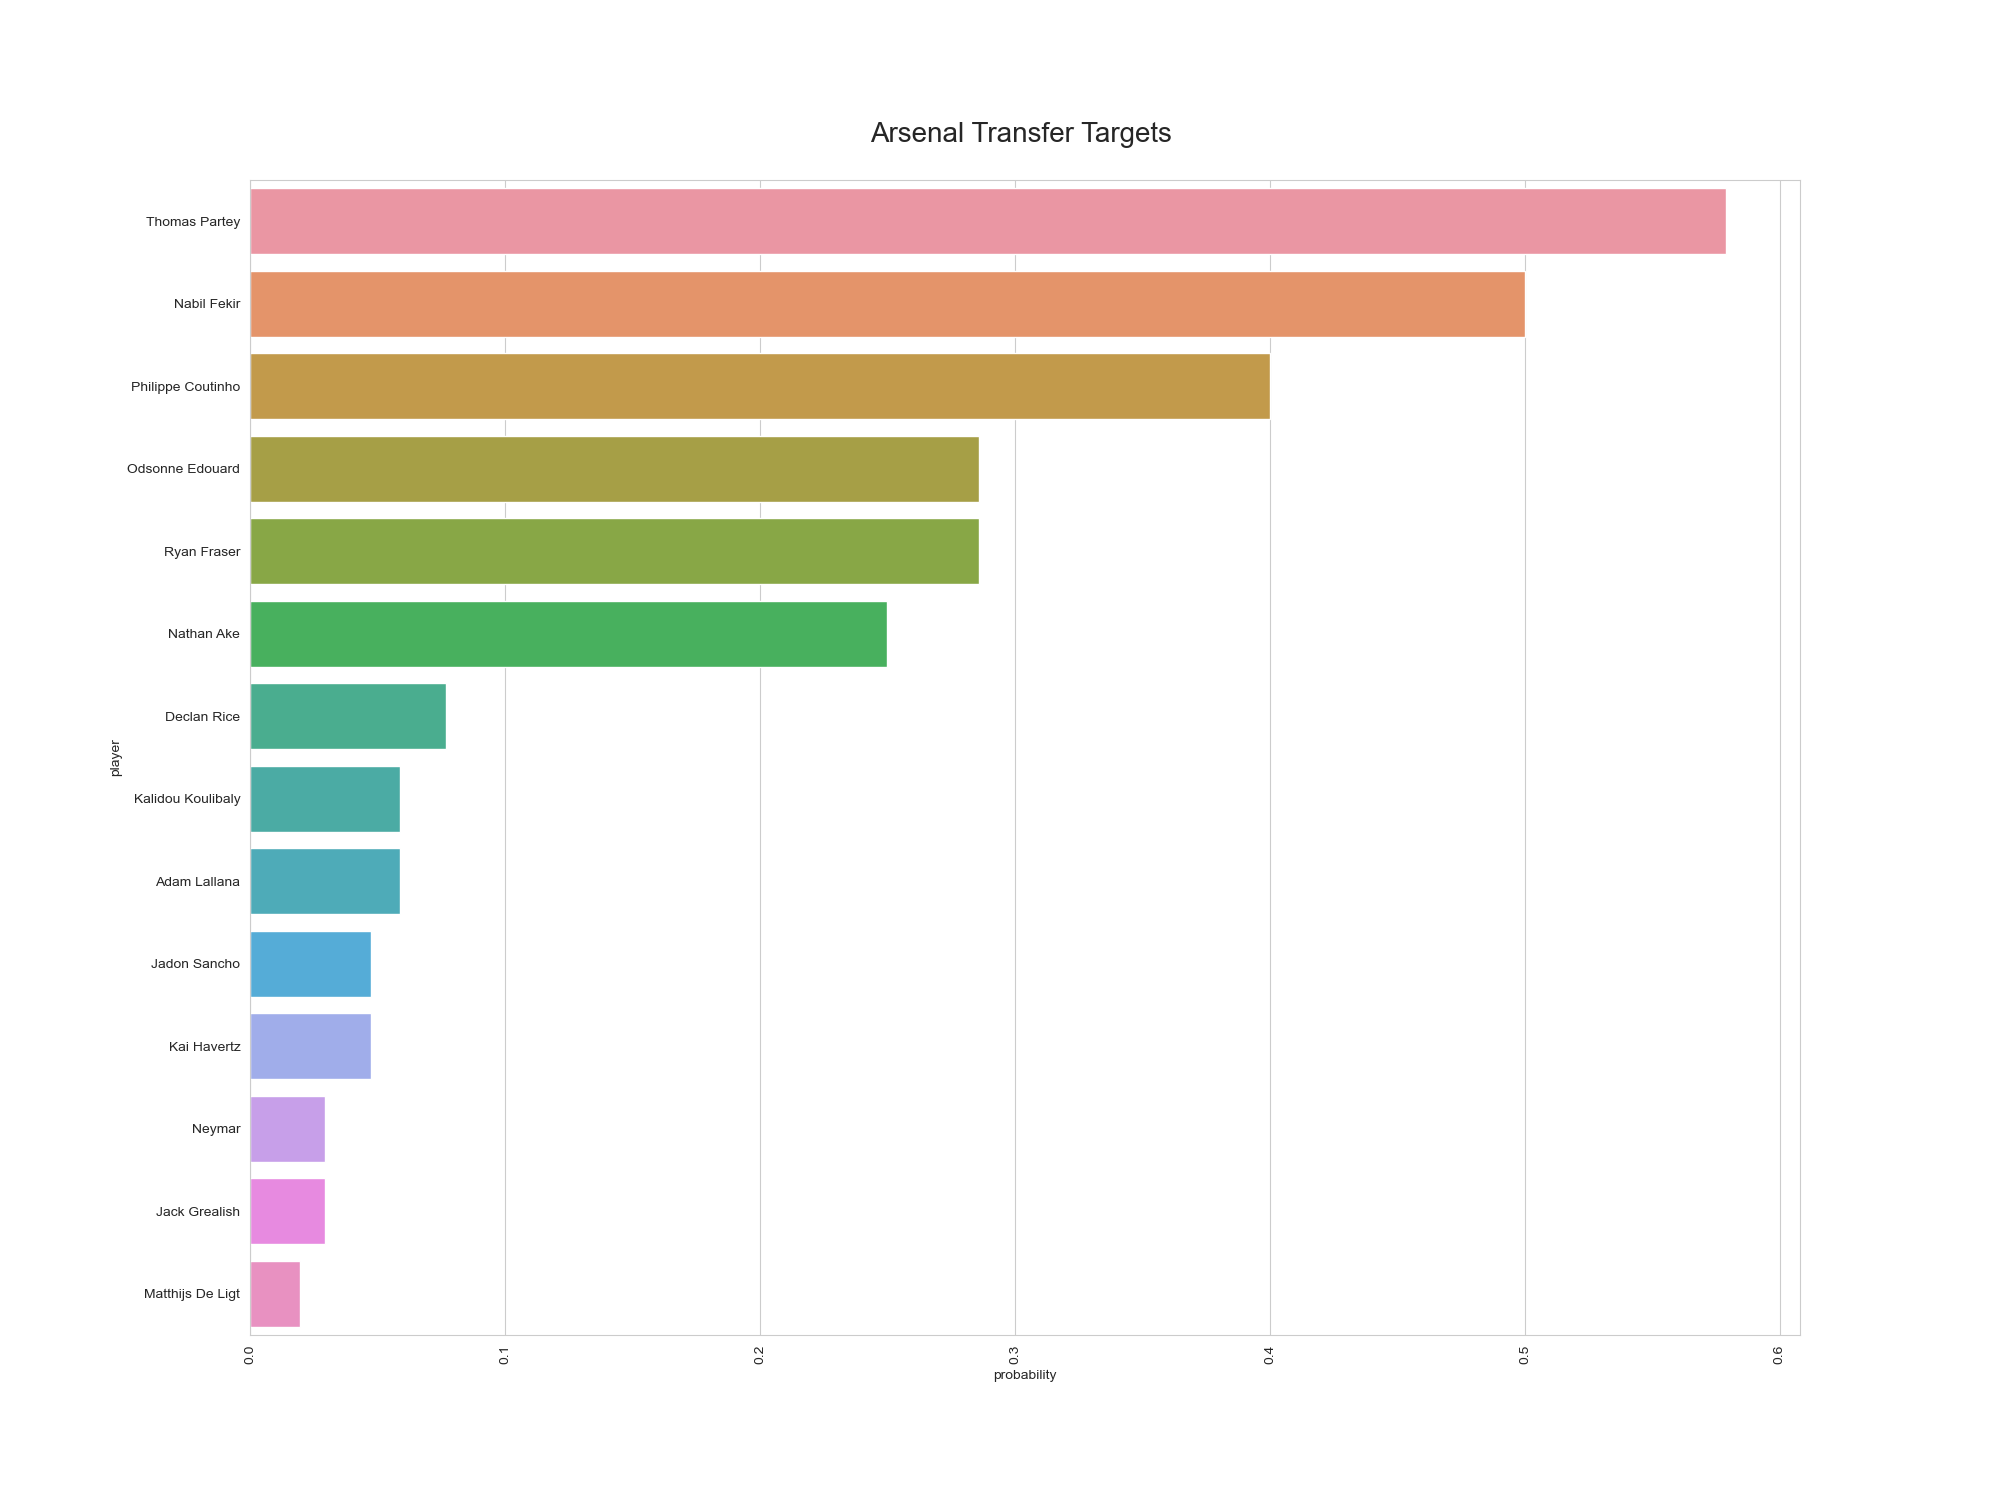 Arsenal Transfer Targets
Thomas Partey
Nabil Fekir
Philippe Coutinho
Odsonne Edouard
Ryan Fraser
Nathan Ake
Declan Rice
player
Kalidou Koulibaly
Adam Lallana
Jadon Sancho
Kai Havertz
Neymar
Jack Grealish
Matthijs De Ligt
0.0 0.1 0.2 0.3 0.4 0.5 0.6
probability